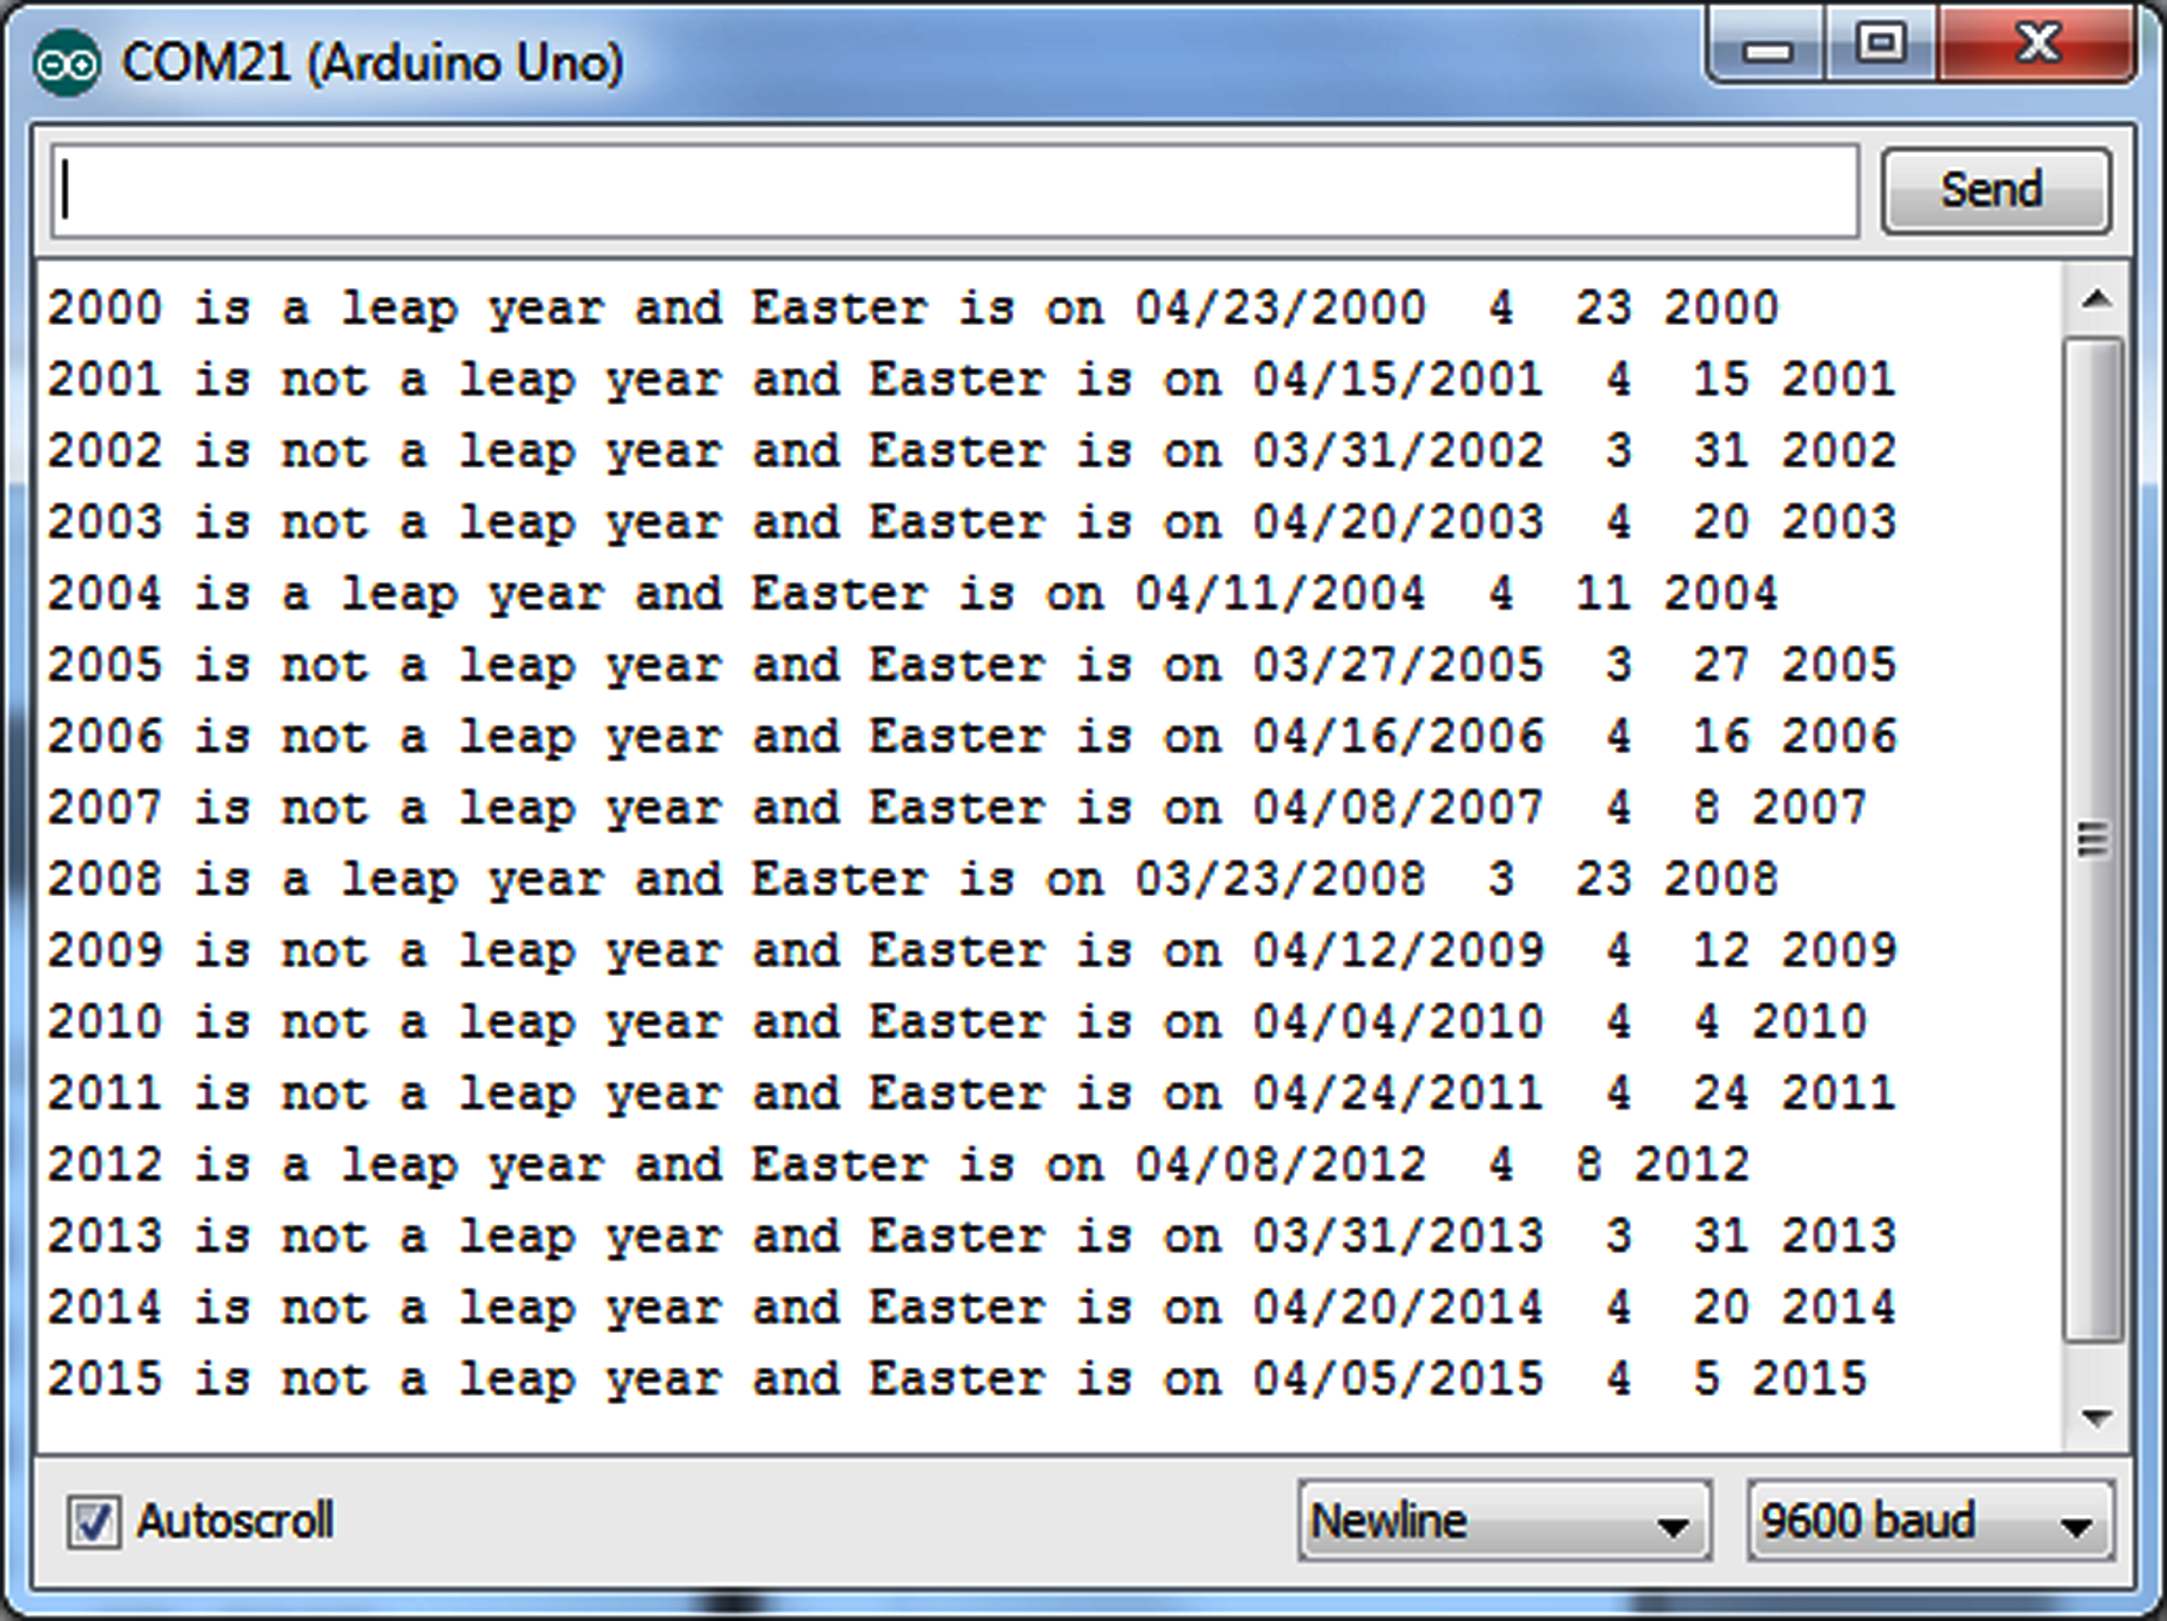 COM21 (Arduino Uno)
Send
2000 is a leap year and Easter is on 04/23/2000  4  23 2000
2001 is not a leap year and Easter is on 04/15/2001  4  15 2001
2002 is not a leap year and Easter is on 03/31/2002  3  31 2002
2003 is not a leap year and Easter is on 04/20/2003  4  20 2003
2004 is a leap year and Easter is on 04/11/2004  4  11 2004
2005 is not a leap year and Easter is on 03/27/2005  3  27 2005
2006 is not a leap year and Easter is on 04/16/2006  4  16 2006
2007 is not a leap year and Easter is on 04/08/2007  4  8 2007
2008 is a leap year and Easter is on 03/23/2008  3  23 2008
2009 is not a leap year and Easter is on 04/12/2009  4  12 2009
2010 is not a leap year and Easter is on 04/04/2010  4  4 2010
2011 is not a leap year and Easter is on 04/24/2011  4  24 2011
2012 is a leap year and Easter is on 04/08/2012  4  8 2012
2013 is not a leap year and Easter is on 03/31/2013  3  31 2013
2014 is not a leap year and Easter is on 04/20/2014  4  20 2014
2015 is not a leap year and Easter is on 04/05/2015  4  5 2015
Autoscroll
Newline
9600 baud